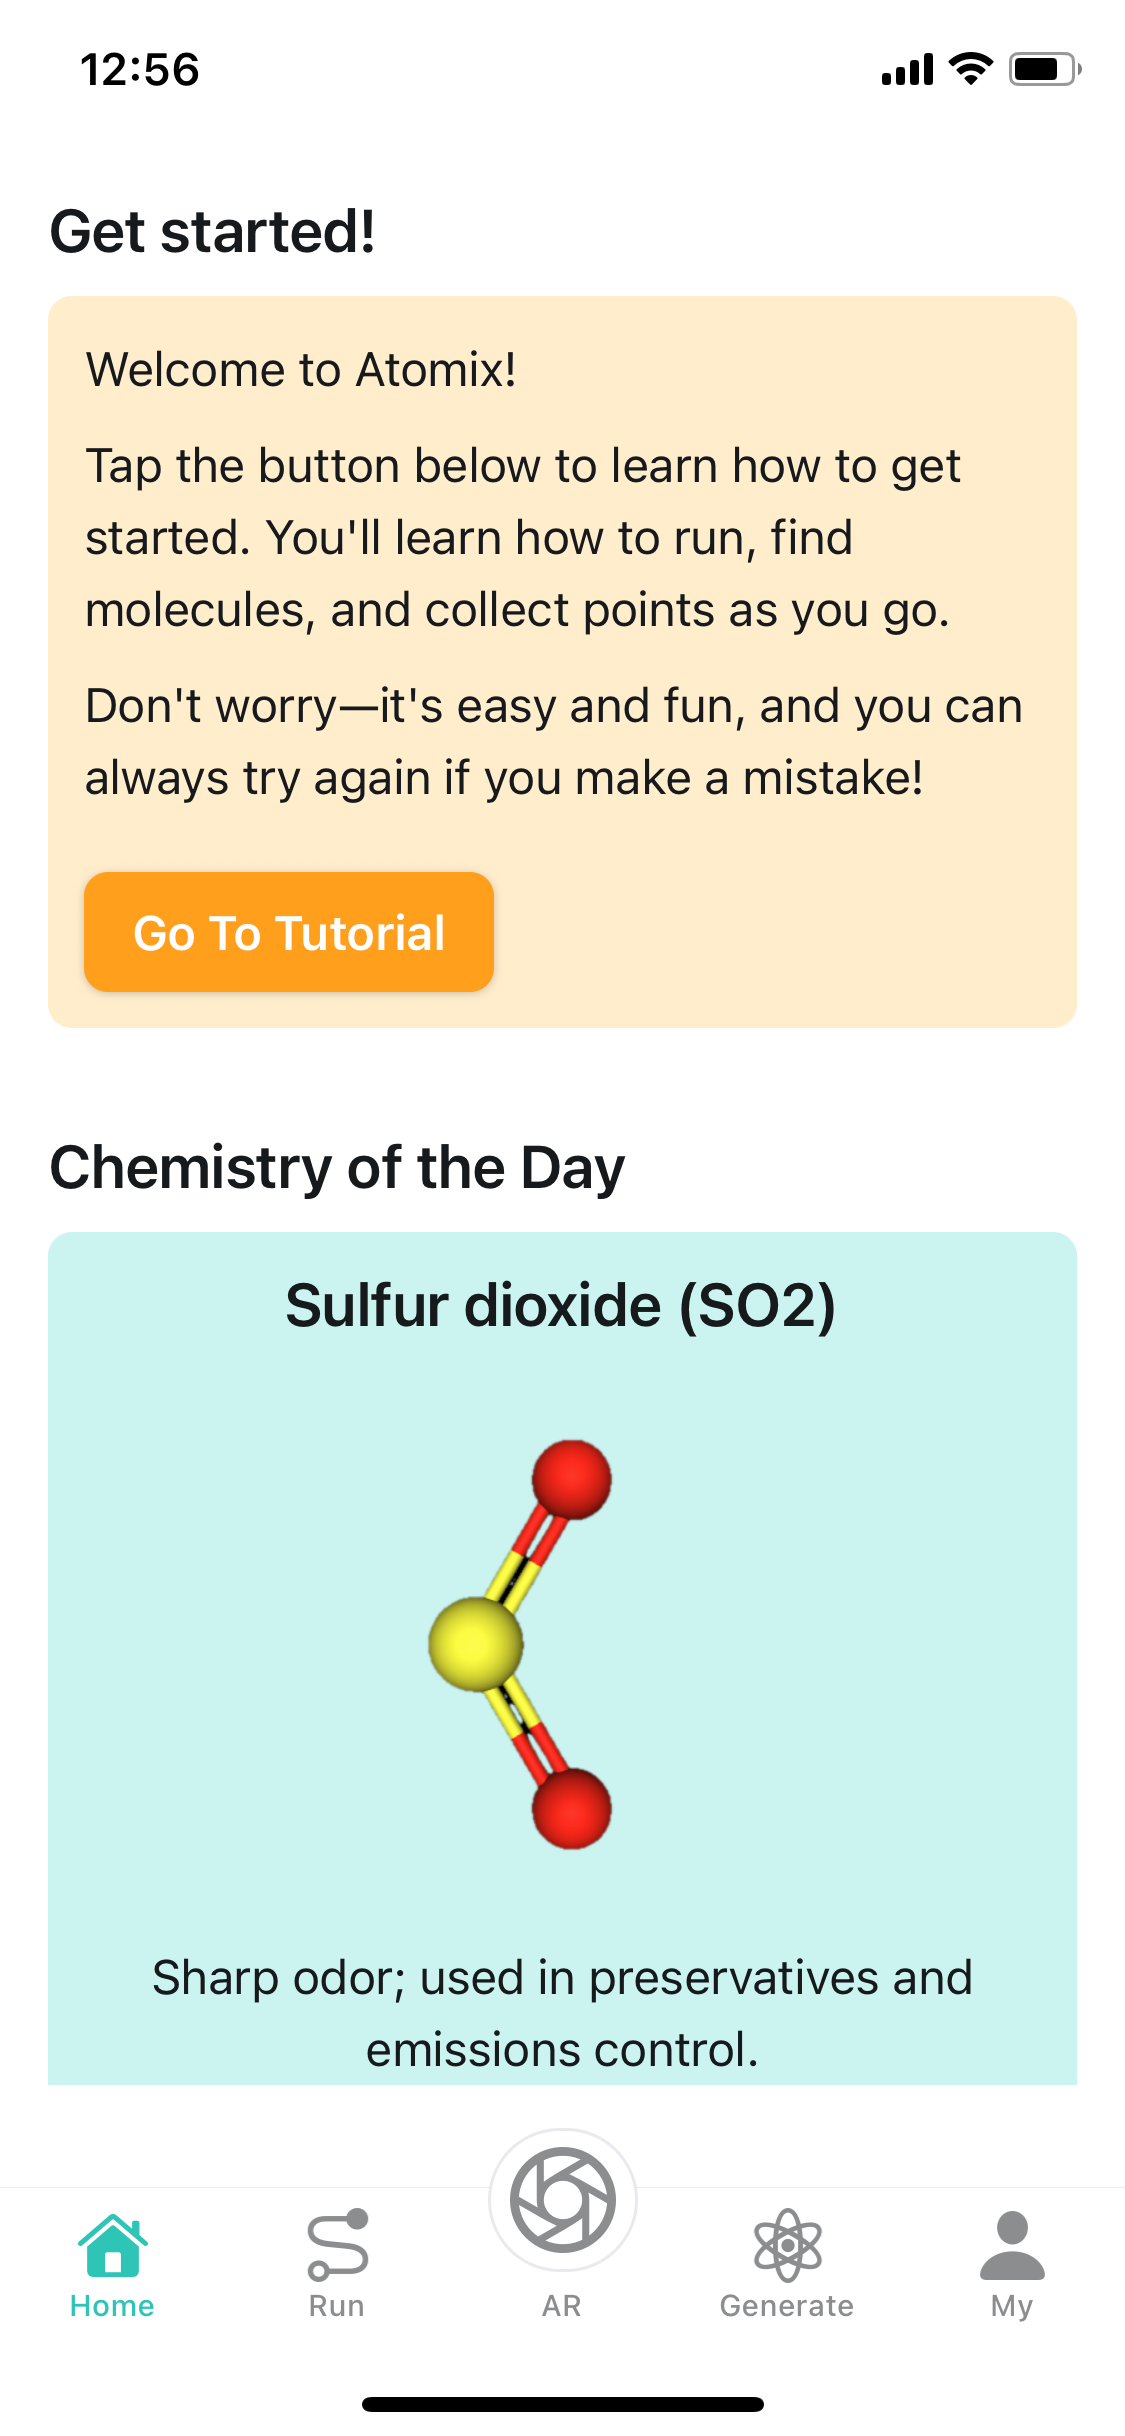 12:56
Get started!
Welcome to Atomix!
Tap the button below to learn how to get
started. You'll learn how to run, find
molecules, and collect points as you go.
Don't worry—it's easy and fun, and you can
always try again if you make a mistake!
Go To Tutorial
Chemistry of the Day
Sulfur dioxide (SO2)
Sharp odor; used in preservatives and
emissions control.
Home
Run
AR
Generate
My